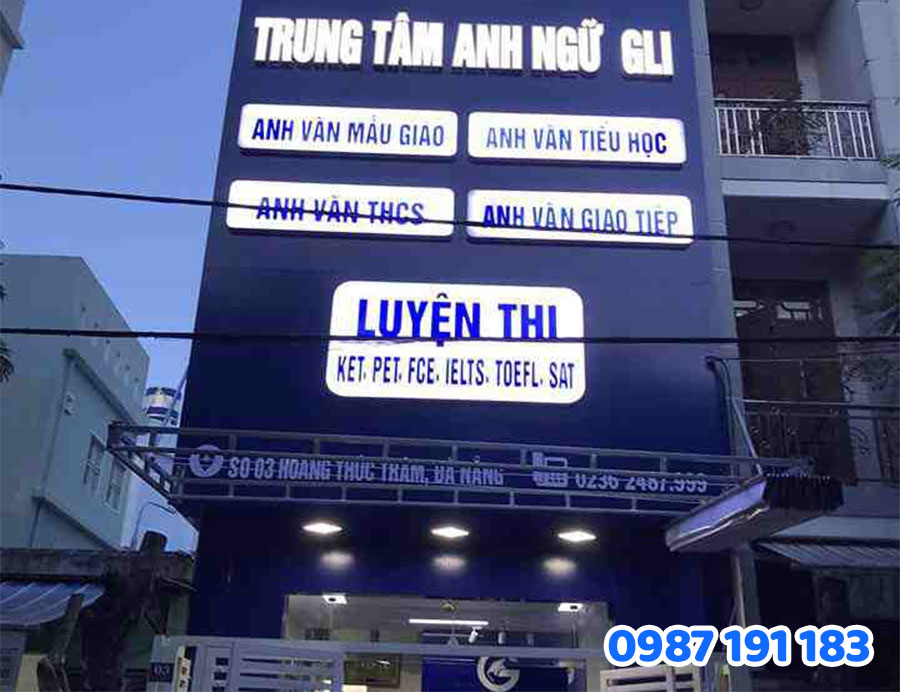 TRUNG TÂM ANH NGỮ GLI
ANH VĂN MẪU GIÁO
ANH VĂN TIỂU HỌC
ANH VĂN THCS
ANH VĂN GIAO TIẾP
LUYỆN THI
KET, PET, FCE, IELTS, TOEFL, SAT
SỐ 03 HOÀNG THÚC TRÂM, ĐÀ NẴNG
0236 2487.999
03
0987 191 183